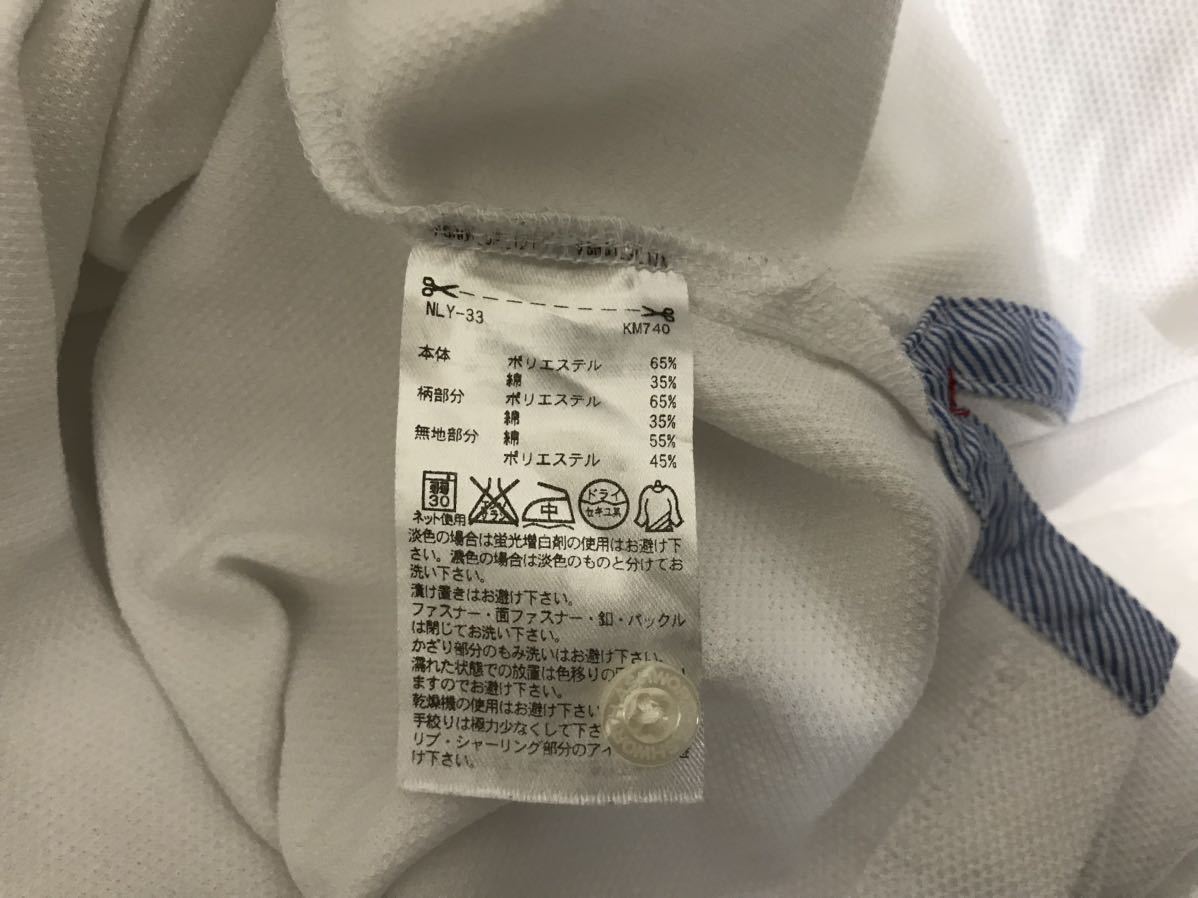 NLY-33 KM740
本体 ポリエステル 65%
綿 35%
柄部分 ポリエステル 65%
綿 35%
無地部分 綿 55%
ポリエステル 45%
弱 30 中 ドライ セキユ系
ネット使用
淡色の場合は蛍光増白剤の使用はお避け下
さい。濃色の場合は淡色のものと分けてお
洗い下さい。
漬け置きはお避け下さい。
ファスナー・面ファスナー・釦・バックル
は閉じてお洗い下さい。
かざり部分のもみ洗いはお避け下さい。
濡れた状態での放置は色移りの
ますのでお避け下さい。
乾燥機の使用はお避け下さい
手絞りは極力少なくして下さ
リブ・シャーリング部分のアイ
け下さい。